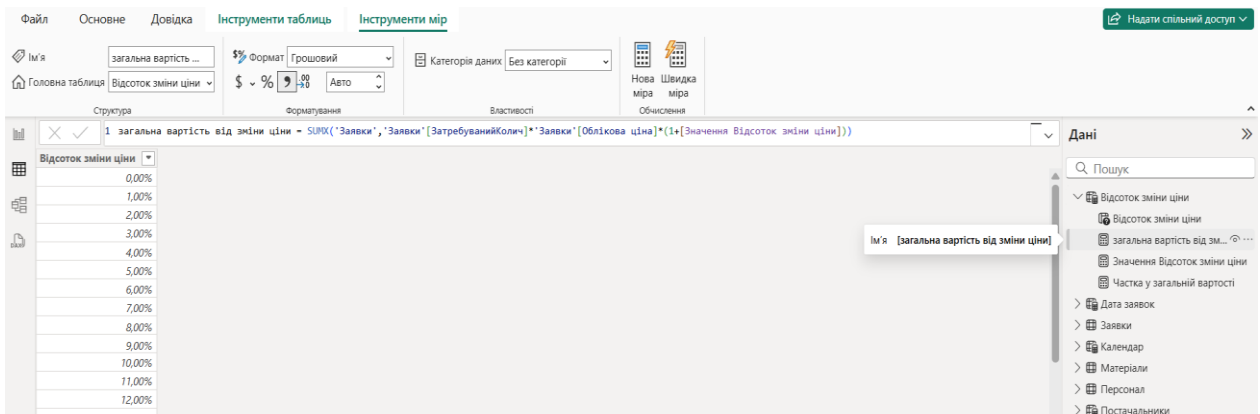 Файл Основне Довідка Інструменти таблиць Інструменти мір Надати спільний доступ
Ім'я загальна вартість ... $% Формат Грошовий Категорія даних Без категорії
Головна таблиця Відсоток зміни ціни $ % 9 .00 Авто Нова міра Швидка міра
Структура Форматування Властивості Обчислення
1 загальна вартість від зміни ціни = SUMX('Заявки','Заявки'[ЗатребуванийКолич]*'Заявки'[Облікова ціна]*(1+[Значення Відсоток зміни ціни]))
Дані
Відсоток зміни ціни
Пошук
0,00%
1,00%
2,00%
3,00%
4,00%
5,00%
6,00%
7,00%
8,00%
9,00%
10,00%
11,00%
12,00%
Ім'я [загальна вартість від зміни ціни]
Відсоток зміни ціни
Відсоток зміни ціни
загальна вартість від зм... ...
Значення Відсоток зміни ціни
Частка у загальній вартості
Дата заявок
Заявки
Календар
Матеріали
Персонал
Постачальники